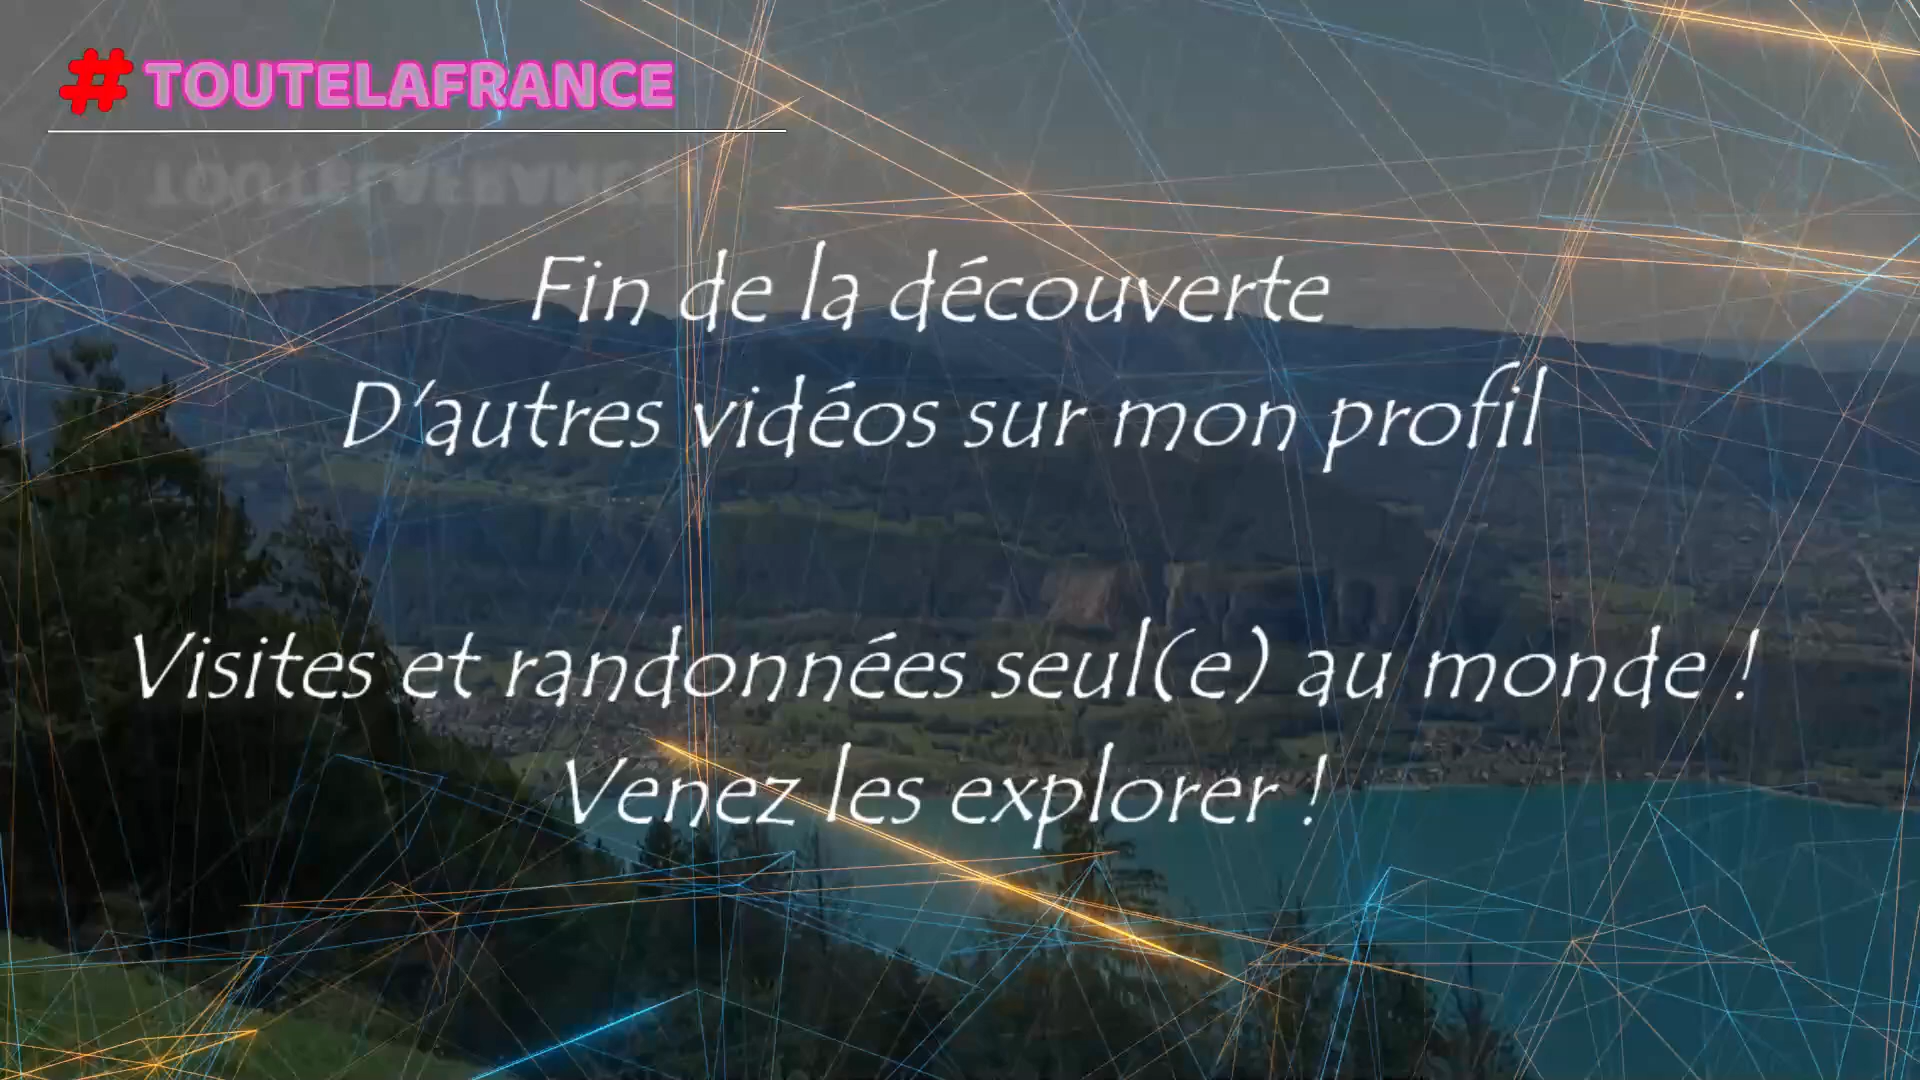 #TOUTELAFRANCE
Fin de la découverte
D'autres vidéos sur mon profil
Visites et randonnées seul(e) au monde !
Venez les explorer !